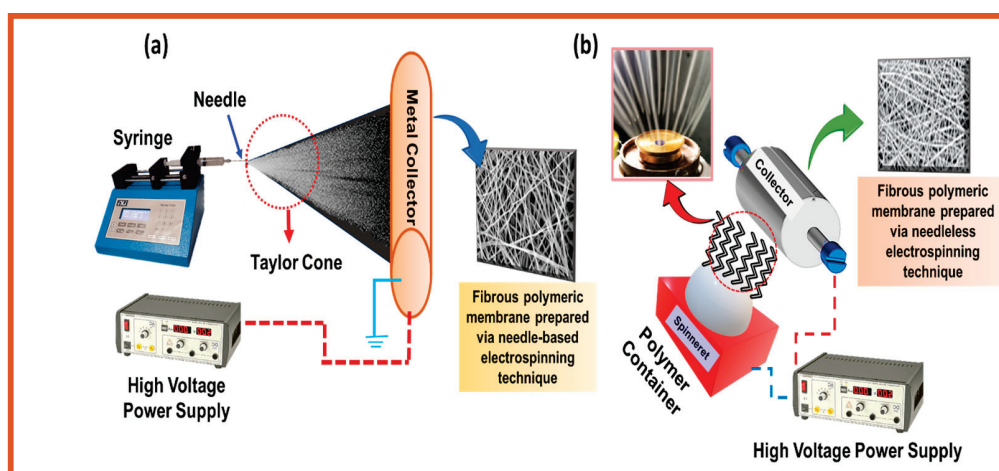 (a)
Needle
Syringe
Taylor Cone
High Voltage
Power Supply
Metal Collector
Fibrous polymeric
membrane prepared
via needle-based
electrospinning
technique
(b)
Collector
Fibrous polymeric
membrane prepared
via needleless
electrospinning
technique
Spinneret
Polymer
Container
High Voltage Power Supply